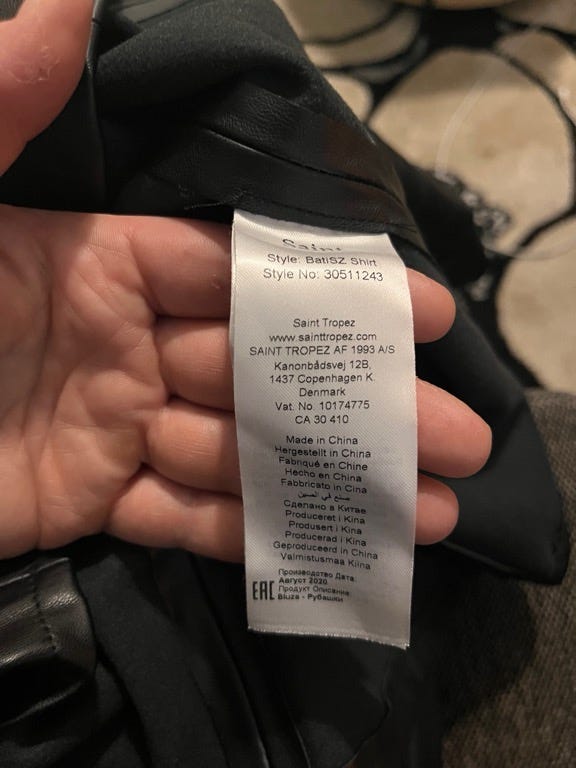 Style: BatiSZ Shirt
Style No: 30511243
Saint Tropez
www.sainttropez.com
SAINT TROPEZ AF 1993 A/S
Kanonbådsvej 12B,
1437 Copenhagen K.
Denmark
Vat. No. 10174775
CA 30 410
Made in China
Hergestellt in China
Fabriqué en Chine
Hecho en China
Fabbricato in Cina
صنع في الصين
Сделано в Китае
Produceret i Kina
Produsert i Kina
Producerad i Kina
Geproduceerd in China
Valmistusmaa Kiina
Производство Дата
Август 2020
Продукт Описание
EAC Bluza - Рубашки